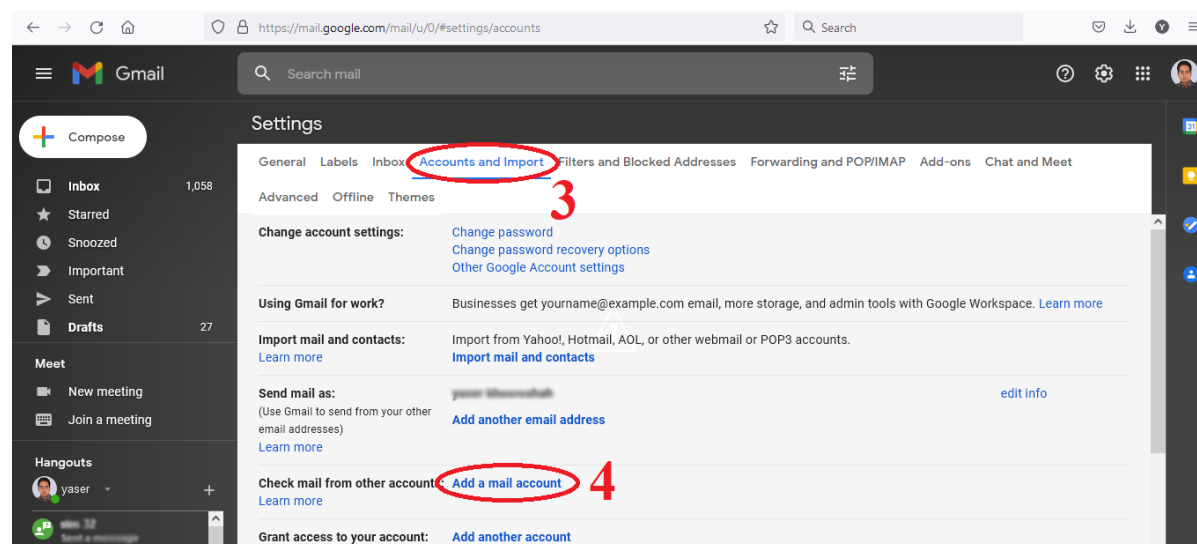 https://mail.google.com/mail/u/0/#settings/accounts
Search
Gmail
Search mail
Compose
Settings
General Labels Inbox Accounts and Import Filters and Blocked Addresses Forwarding and POP/IMAP Add-ons Chat and Meet
3
Advanced Offline Themes
Inbox 1,058
Starred
Snoozed
Important
Sent
Drafts 27
Meet
New meeting
Join a meeting
Hangouts
yaser
+
Change account settings: Change password
Change password recovery options
Other Google Account settings
Using Gmail for work? Businesses get yourname@example.com email, more storage, and admin tools with Google Workspace. Learn more
Import mail and contacts: Import from Yahoo!, Hotmail, AOL, or other webmail or POP3 accounts.
Learn more Import mail and contacts
Send mail as: edit info
(Use Gmail to send from your other
email addresses) Add another email address
Learn more
Check mail from other accounts: Add a mail account 4
Learn more
Grant access to your account: Add another account
31
Y